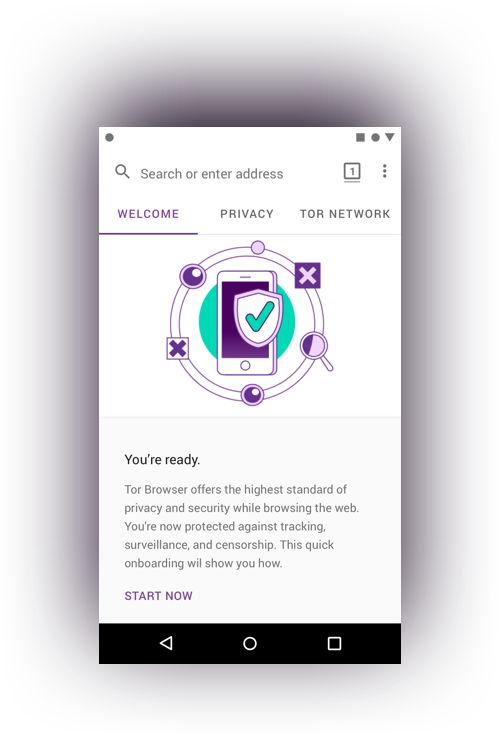 Search or enter address
1
WELCOME PRIVACY TOR NETWORK
You're ready.
Tor Browser offers the highest standard of
privacy and security while browsing the web.
You're now protected against tracking,
surveillance, and censorship. This quick
onboarding wil show you how.
START NOW